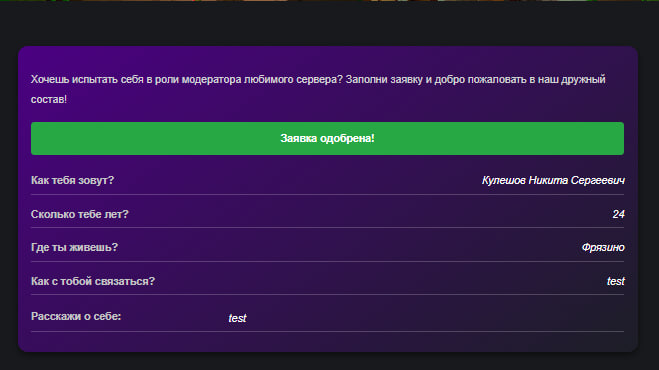 Хочешь испытать себя в роли модератора любимого сервера? Заполни заявку и добро пожаловать в наш дружный
состав!
Заявка одобрена!
Как тебя зовут? Кулешов Никита Сергеевич
Сколько тебе лет? 24
Где ты живешь? Фрязино
Как с тобой связаться? test
Расскажи о себе: test